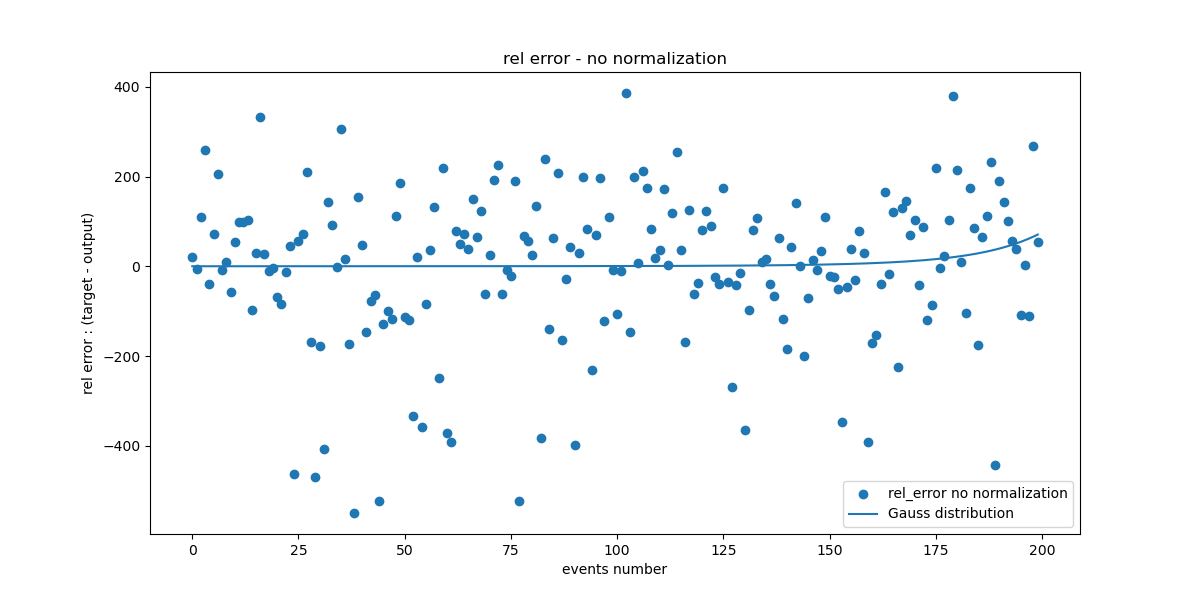 rel error - no normalization
400
200
0
−200
−400
rel error : (target - output)
rel_error no normalization
Gauss distribution
0 25 50 75 100 125 150 175 200
events number